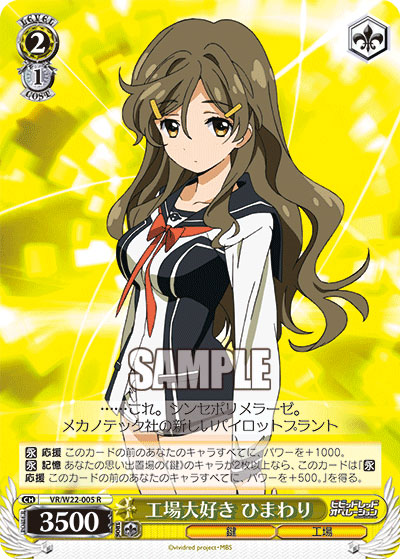 LEVEL
2
1
COST
SAMPLE
……これ。シンセポリメラーゼ。
メカノテック社の新しいパイロットプラント
永 応援 このカードの前のあなたのキャラすべてに、パワーを＋1000。
永 記憶 あなたの思い出置場の《鍵》のキャラが2枚以上なら、このカードは『永
応援 このカードの前のあなたのキャラすべてに、パワーを＋500。』を得る。
CH VR/W22-005 R
3500
工場大好き ひまわり
ビビッドレッド
オペレーション
鍵
工場
©vividred project・MBS